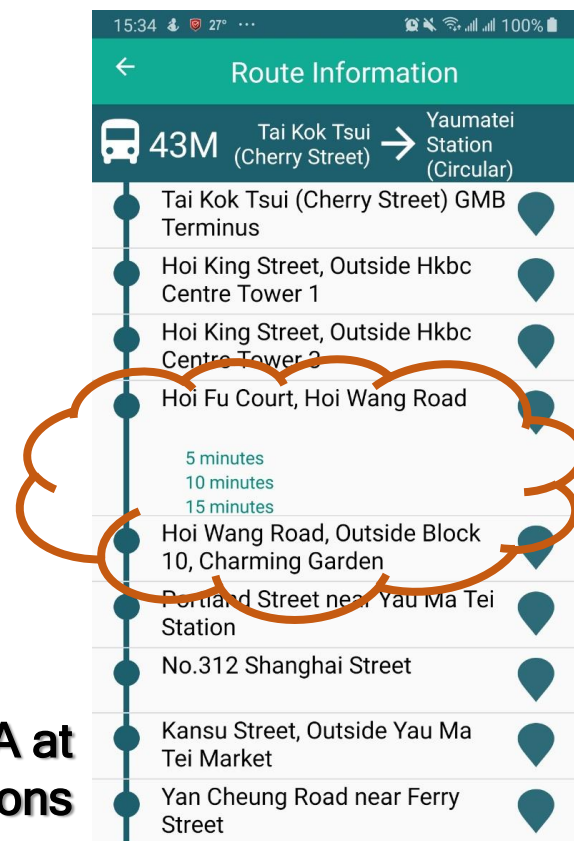 15:34 27° ··· 100%
Route Information
43M Tai Kok Tsui (Cherry Street) → Yaumatei Station (Circular)
Tai Kok Tsui (Cherry Street) GMB
Terminus
Hoi King Street, Outside Hkbc
Centre Tower 1
Hoi King Street, Outside Hkbc
Centre Tower 3
Hoi Fu Court, Hoi Wang Road
5 minutes
10 minutes
15 minutes
Hoi Wang Road, Outside Block
10, Charming Garden
Portland Street near Yau Ma Tei
Station
No.312 Shanghai Street
Kansu Street, Outside Yau Ma
Tei Market
Yan Cheung Road near Ferry
Street
A at
ons